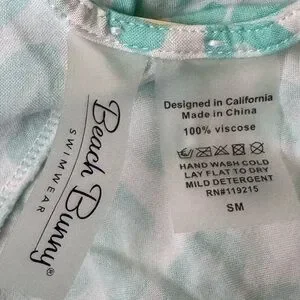 Beach Bunny®
SWIMWEAR
Designed in California
Made in China
100% viscose
HAND WASH COLD
LAY FLAT TO DRY
MILD DETERGENT
RN#119215
SM